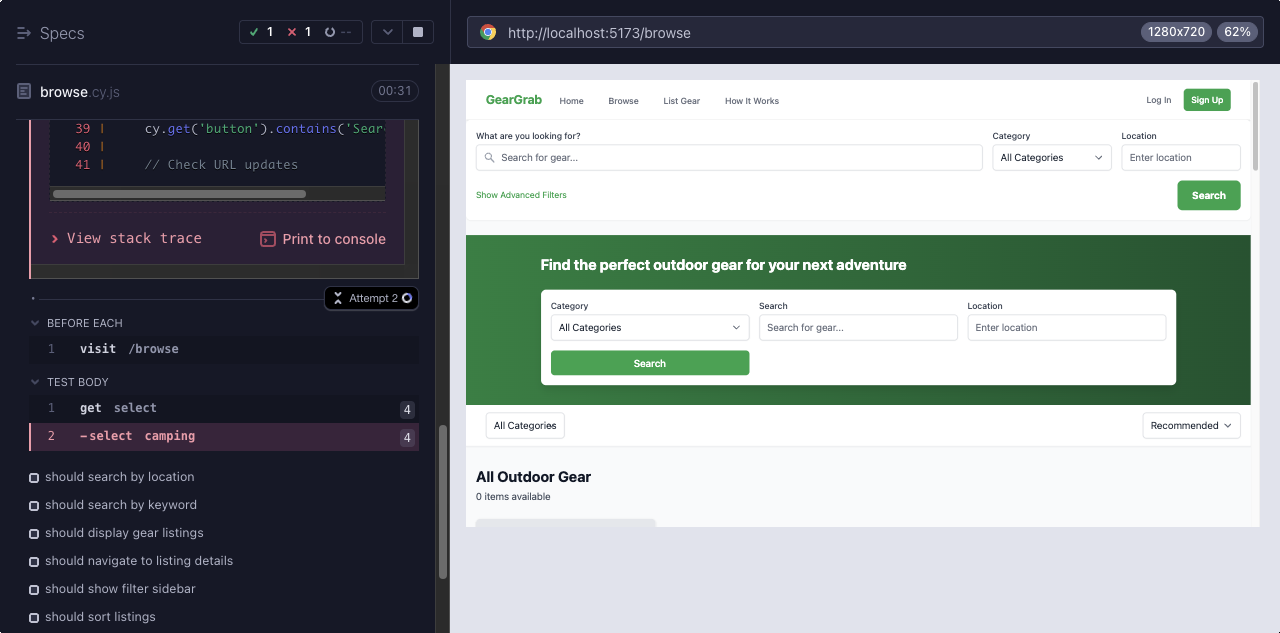 Specs
1 1 --
browse.cy.js
00:31
39 | cy.get('button').contains('Sear
40 |
41 | // Check URL updates
View stack trace
Print to console
Attempt 2
BEFORE EACH
1 visit /browse
TEST BODY
1 get select 4
2 -select camping 4
should search by location
should search by keyword
should display gear listings
should navigate to listing details
should show filter sidebar
should sort listings
http://localhost:5173/browse
1280x720
62%
GearGrab
Home
Browse
List Gear
How It Works
Log In
Sign Up
What are you looking for?
Category
Location
Search for gear...
All Categories
Enter location
Show Advanced Filters
Search
Find the perfect outdoor gear for your next adventure
Category
Search
Location
All Categories
Search for gear...
Enter location
Search
All Categories
Recommended
All Outdoor Gear
0 items available